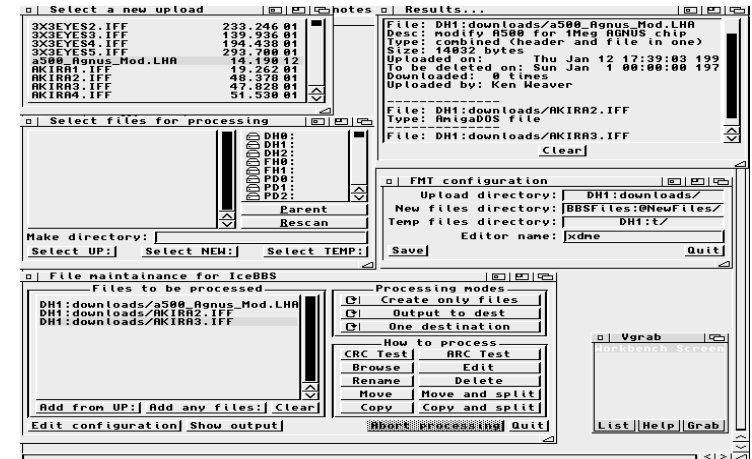 Select a new upload
3X3EYES2.IFF 233.246 01
3X3EYES3.IFF 139.936 01
3X3EYES4.IFF 194.438 01
3X3EYES5.IFF 293.700 01
a500_Agnus_Mod.LHA 14.190 12
AKIRA1.IFF 19.262 01
AKIRA2.IFF 48.378 01
AKIRA3.IFF 47.828 01
AKIRA4.IFF 51.530 01
notes
Results...
File: DH1:downloads/a500_Agnus_Mod.LHA
Desc: modify A500 for 1Meg AGNUS chip
Type: combined (header and file in one)
Size: 14032 bytes
Uploaded on: Thu Jan 12 17:39:03 199
To be deleted on: Sun Jan 1 00:00:00 197
Downloaded: 0 times
Uploaded by: Ken Weaver
--------------
File: DH1:downloads/AKIRA2.IFF
Type: AmigaDOS file
--------------
File: DH1:downloads/AKIRA3.IFF
Clear
Select files for processing
DH0:
DH1:
DH2:
FH0:
FH1:
PD0:
PD1:
PD2:
Parent
Rescan
Make directory:
Select UP: Select NEW: Select TEMP:
FMT configuration
Upload directory: DH1:downloads/
New files directory: BBSFiles:@NewFiles/
Temp files directory: DH1:t/
Editor name: xdme
Save Quit
File maintainance for IceBBS
Files to be processed
DH1:downloads/a500_Agnus_Mod.LHA
DH1:downloads/AKIRA2.IFF
DH1:downloads/AKIRA3.IFF
Add from UP: Add any files: Clear
Processing modes
Create only files
Output to dest
One destination
How to process
CRC Test ARC Test
Browse Edit
Rename Delete
Move Move and split
Copy Copy and split
Edit configuration Show output Abort processing Quit
Vgrab
Workbench Screen
List Help Grab